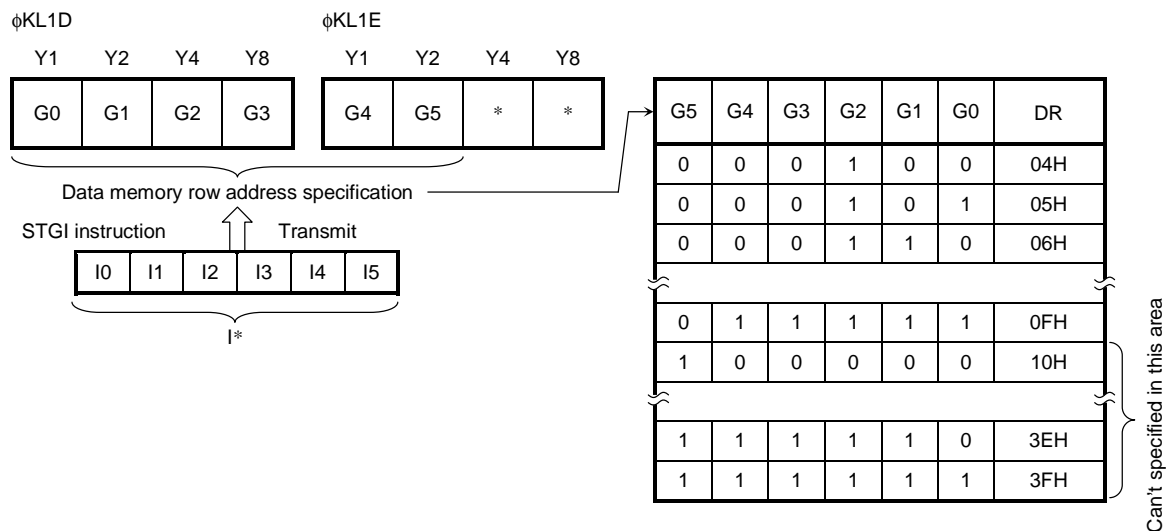 ϕKL1D
Y1 Y2 Y4 Y8
G0 G1 G2 G3
ϕKL1E
Y1 Y2 Y4 Y8
G4 G5 * *
Data memory row address specification
STGI instruction
Transmit
I0 I1 I2 I3 I4 I5
I*
G5 G4 G3 G2 G1 G0 DR
0 0 0 1 0 0 04H
0 0 0 1 0 1 05H
0 0 0 1 1 0 06H
0 1 1 1 1 1 0FH
1 0 0 0 0 0 10H
1 1 1 1 1 0 3EH
1 1 1 1 1 1 3FH
Can't specified in this area